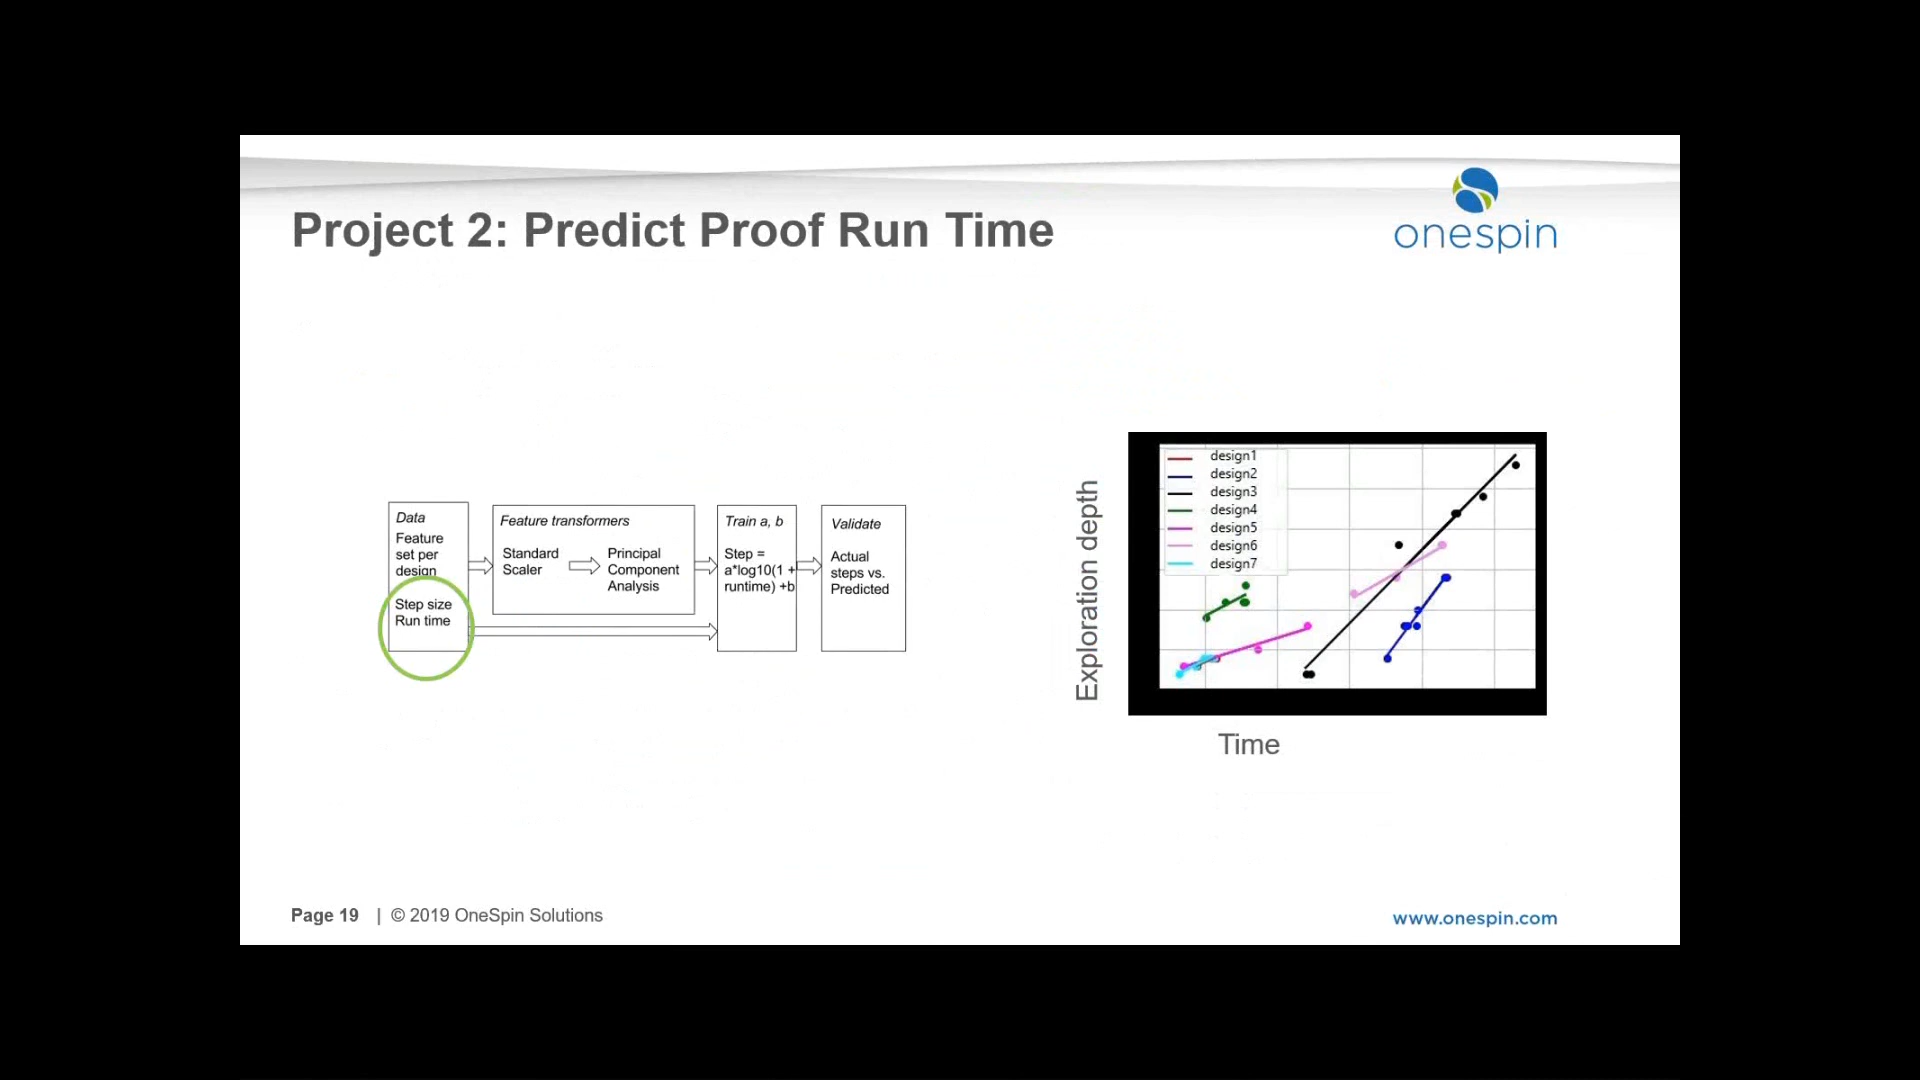 Project 2: Predict Proof Run Time
onespin
Data
Feature
set per
design
Step size
Run time
Feature transformers
Standard
Scaler
Principal
Component
Analysis
Train a, b
Step =
a*log10(1 +
runtime) +b
Validate
Actual
steps vs.
Predicted
Exploration depth
design1
design2
design3
design4
design5
design6
design7
Time
Page 19 | © 2019 OneSpin Solutions
www.onespin.com